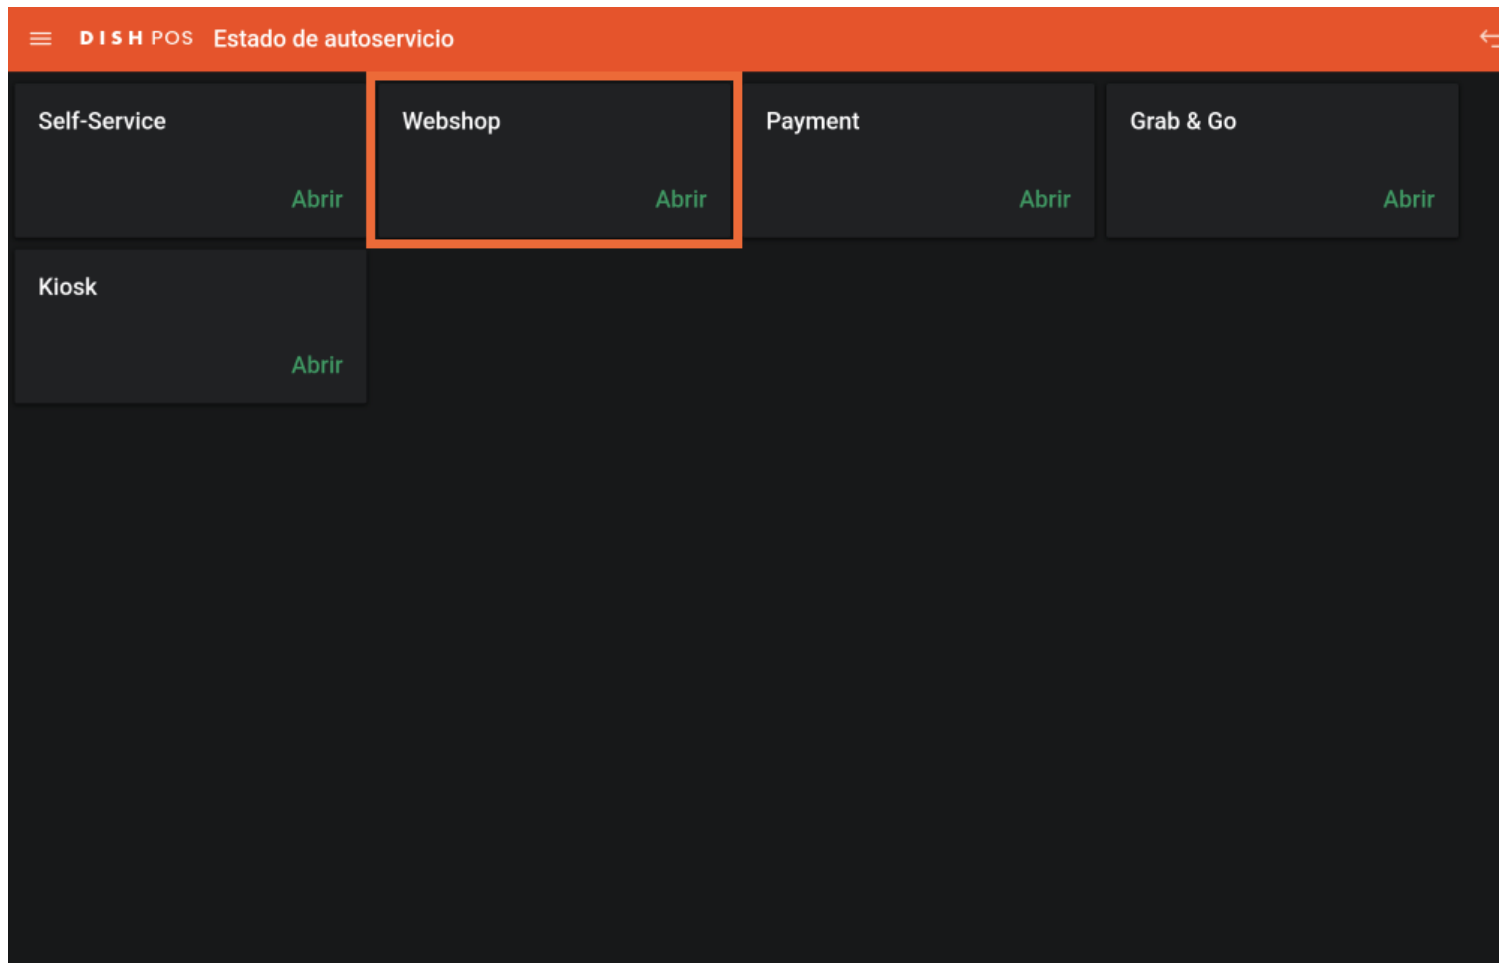 DISH POS Estado de autoservicio
Self-Service
Abrir
Webshop
Abrir
Payment
Abrir
Grab & Go
Abrir
Kiosk
Abrir